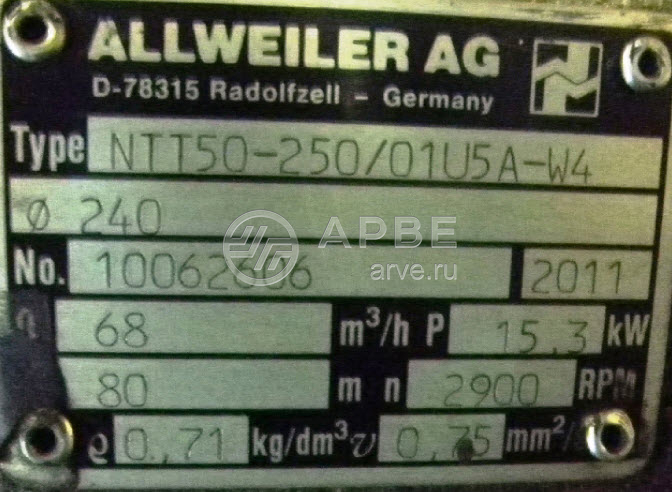 ALLWEILER AG
D-78315 Radolfzell – Germany
Type NTT50-250/01U5A-W4
Ø 240
АРВЕ
arve.ru
No. 2011
68 m³/h P 15,3 kW
80 m n 2900 RPM
ϱ 0,71 kg/dm³ ν 0,75 mm²/